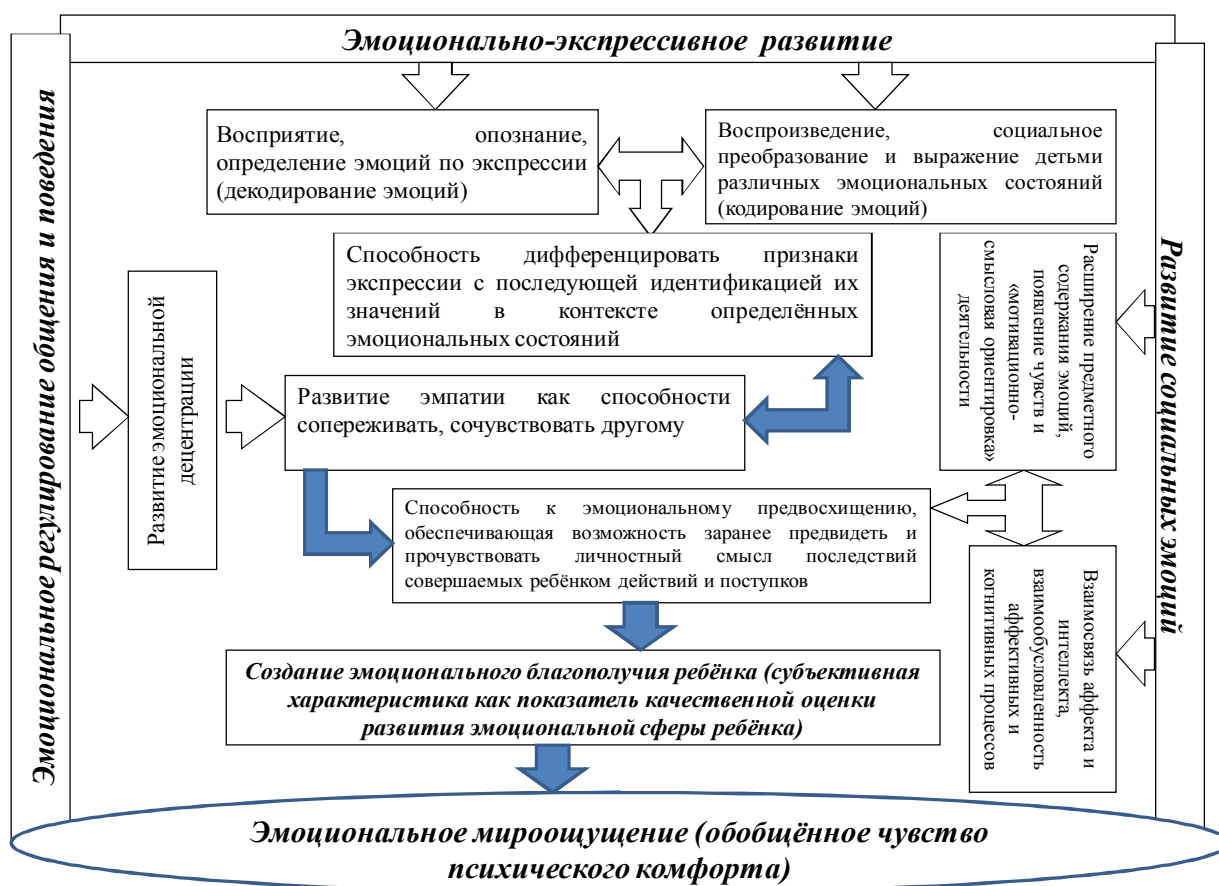 Эмоционально-экспрессивное развитие
Эмоциональное регулирование общения и поведения
Восприятие, опознание,
определение эмоций по экспрессии
(декодирование эмоций)
Воспроизведение, социальное
преобразование и выражение детьми
различных эмоциональных состояний
(кодирование эмоций)
Способность дифференцировать признаки
экспрессии с последующей идентификацией их
значений в контексте определённых
эмоциональных состояний
Развитие эмоциональной
децентрации
Развитие эмпатии как способности
сопереживать, сочувствовать другому
Расширение предметного
содержания эмоций,
появление чувств и
«мотивационно-
смысловая ориентировка»
деятельности
Развитие социальных эмоций
Способность к эмоциональному предвосхищению,
обеспечивающая возможность заранее предвидеть и
прочувствовать личностный смысл последствий
совершаемых ребёнком действий и поступков
Взаимосвязь аффекта и
интеллекта,
взаимообусловленность
аффективных и
когнитивных процессов
Создание эмоционального благополучия ребёнка (субъективная
характеристика как показатель качественной оценки
развития эмоциональной сферы ребёнка)
Эмоциональное мироощущение (обобщённое чувство
психического комфорта)